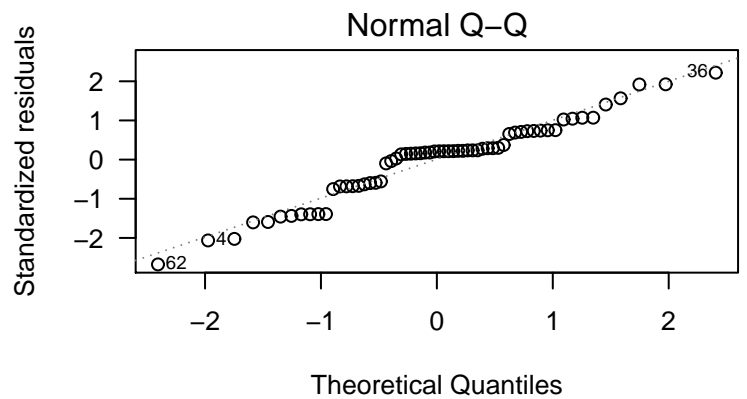 Normal Q−Q
Standardized residuals
2
1
0
−1
−2
36
4
62
−2 −1 0 1 2
Theoretical Quantiles